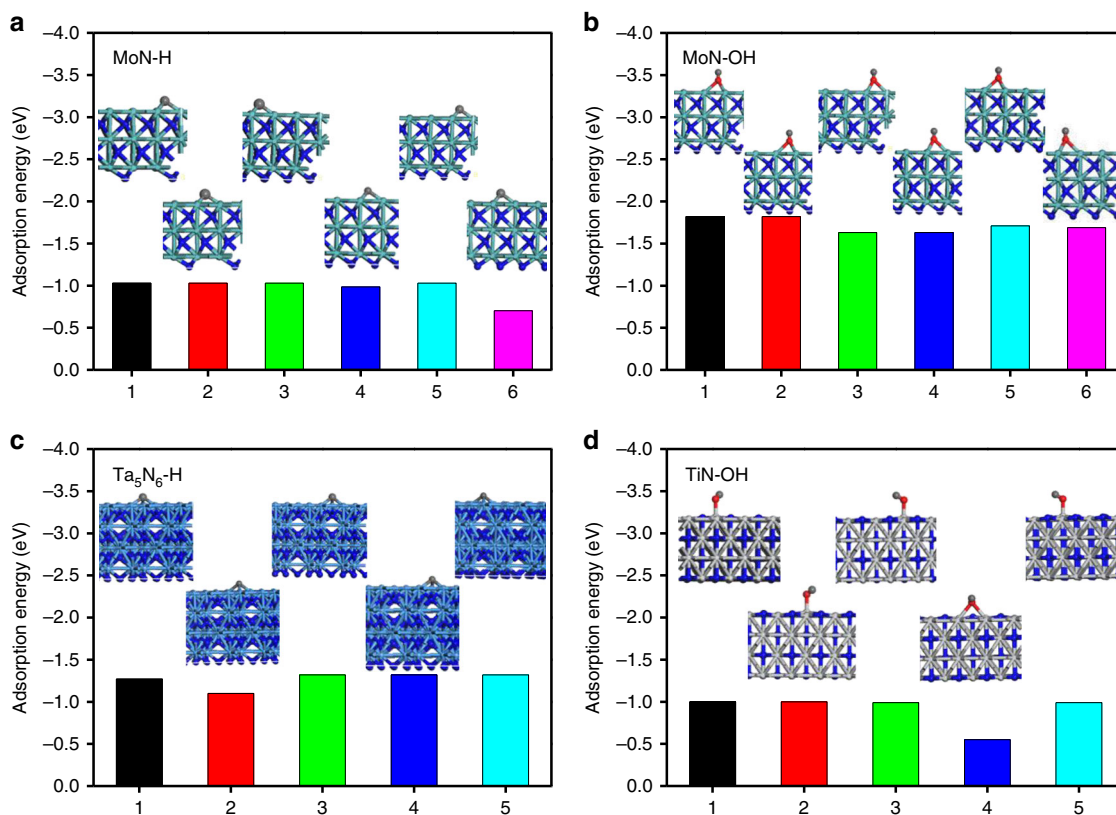 a
MoN-H
Adsorption energy (eV)
–4.0
–3.5
–3.0
–2.5
–2.0
–1.5
–1.0
–0.5
0.0
1 2 3 4 5 6
b
MoN-OH
Adsorption energy (eV)
–4.0
–3.5
–3.0
–2.5
–2.0
–1.5
–1.0
–0.5
0.0
1 2 3 4 5 6
c
Ta₅N₆-H
Adsorption energy (eV)
–4.0
–3.5
–3.0
–2.5
–2.0
–1.5
–1.0
–0.5
0.0
1 2 3 4 5
d
TiN-OH
Adsorption energy (eV)
–4.0
–3.5
–3.0
–2.5
–2.0
–1.5
–1.0
–0.5
0.0
1 2 3 4 5